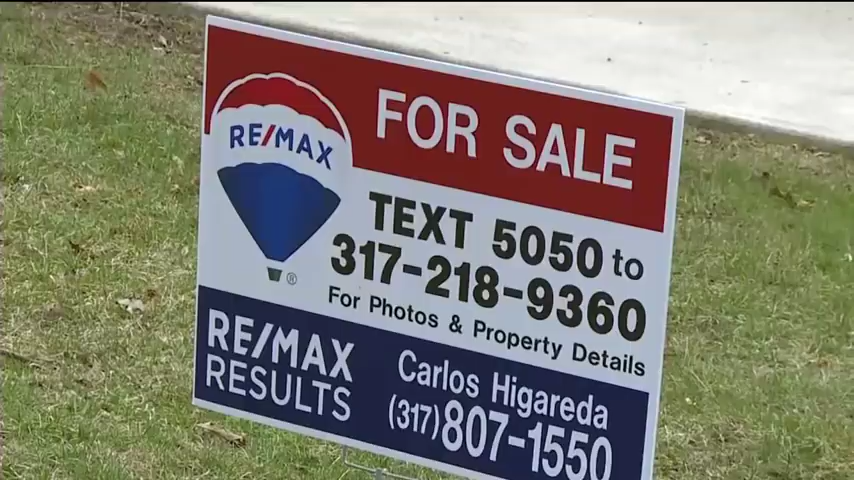 FOR SALE
RE/MAX
TEXT 5050 to
317-218-9360
®
For Photos & Property Details
RE/MAX
RESULTS
Carlos Higareda
(317)807-1550